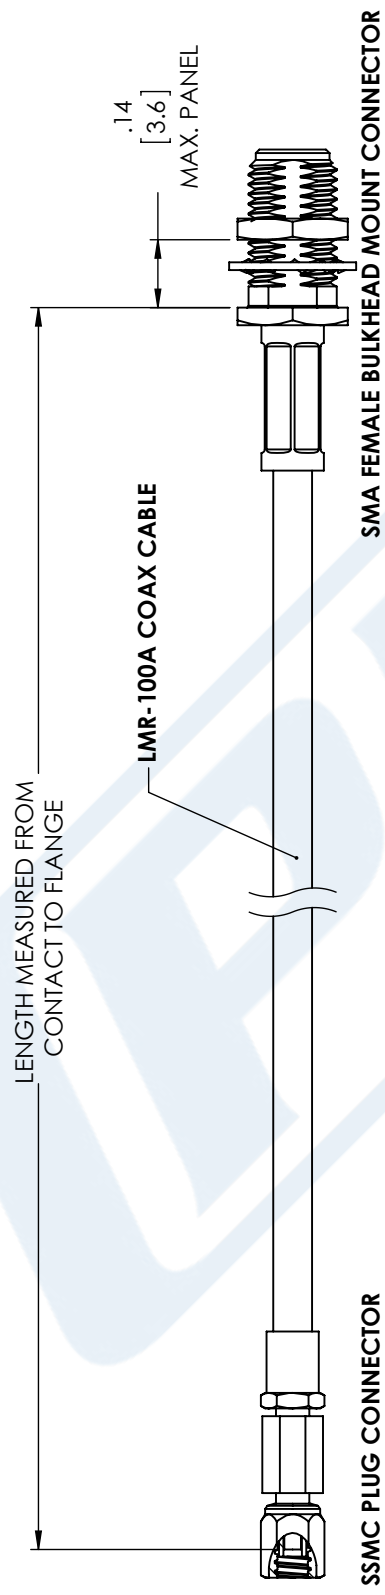 LENGTH MEASURED FROM
CONTACT TO FLANGE
.14
[3.6]
MAX. PANEL
LMR-100A COAX CABLE
SSMC PLUG CONNECTOR
SMA FEMALE BULKHEAD MOUNT CONNECTOR